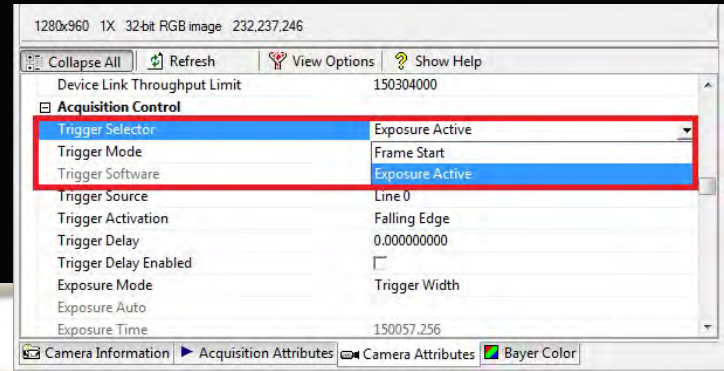 1280x960 1X 32-bit RGB image 232,237,246
Collapse All Refresh View Options ? Show Help
Device Link Throughput Limit 150304000
Acquisition Control
Trigger Selector Exposure Active
Trigger Mode Frame Start
Trigger Software Exposure Active
Trigger Source Line 0
Trigger Activation Falling Edge
Trigger Delay 0.000000000
Trigger Delay Enabled
Exposure Mode Trigger Width
Exposure Auto
Exposure Time 150057.256
Camera Information Acquisition Attributes Camera Attributes Bayer Color